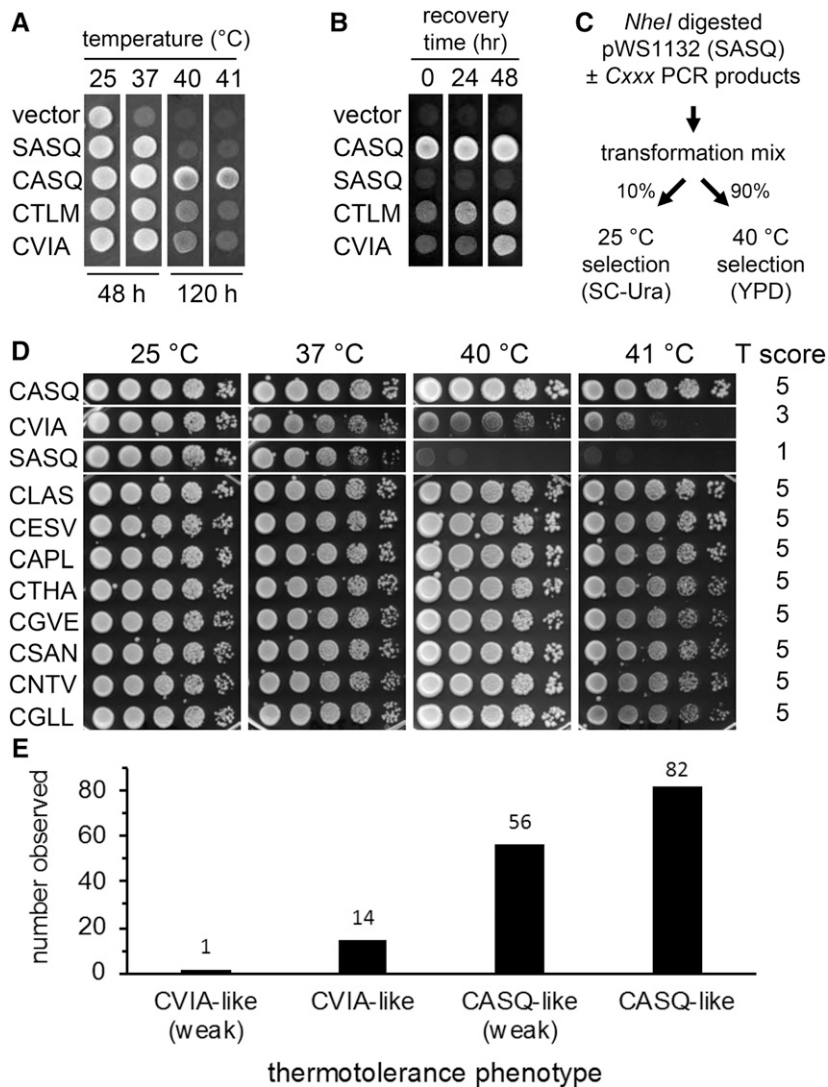 A
temperature (°C)
25 37 40 41
vector
SASQ
CASQ
CTLM
CVIA
48 h 120 h
B
recovery
time (hr)
0 24 48
vector
CASQ
SASQ
CTLM
CVIA
C
NheI digested
pWS1132 (SASQ)
± Cxxx PCR products
transformation mix
10% 90%
25 °C
selection
(SC-Ura)
40 °C
selection
(YPD)
D
25 °C 37 °C 40 °C 41 °C T score
CASQ 5
CVIA 3
SASQ 1
CLAS 5
CESV 5
CAPL 5
CTHA 5
CGVE 5
CSAN 5
CNTV 5
CGLL 5
E
number observed
80
60
40
20
0
1
14
56
82
CVIA-like
(weak)
CVIA-like
CASQ-like
(weak)
CASQ-like
thermotolerance phenotype